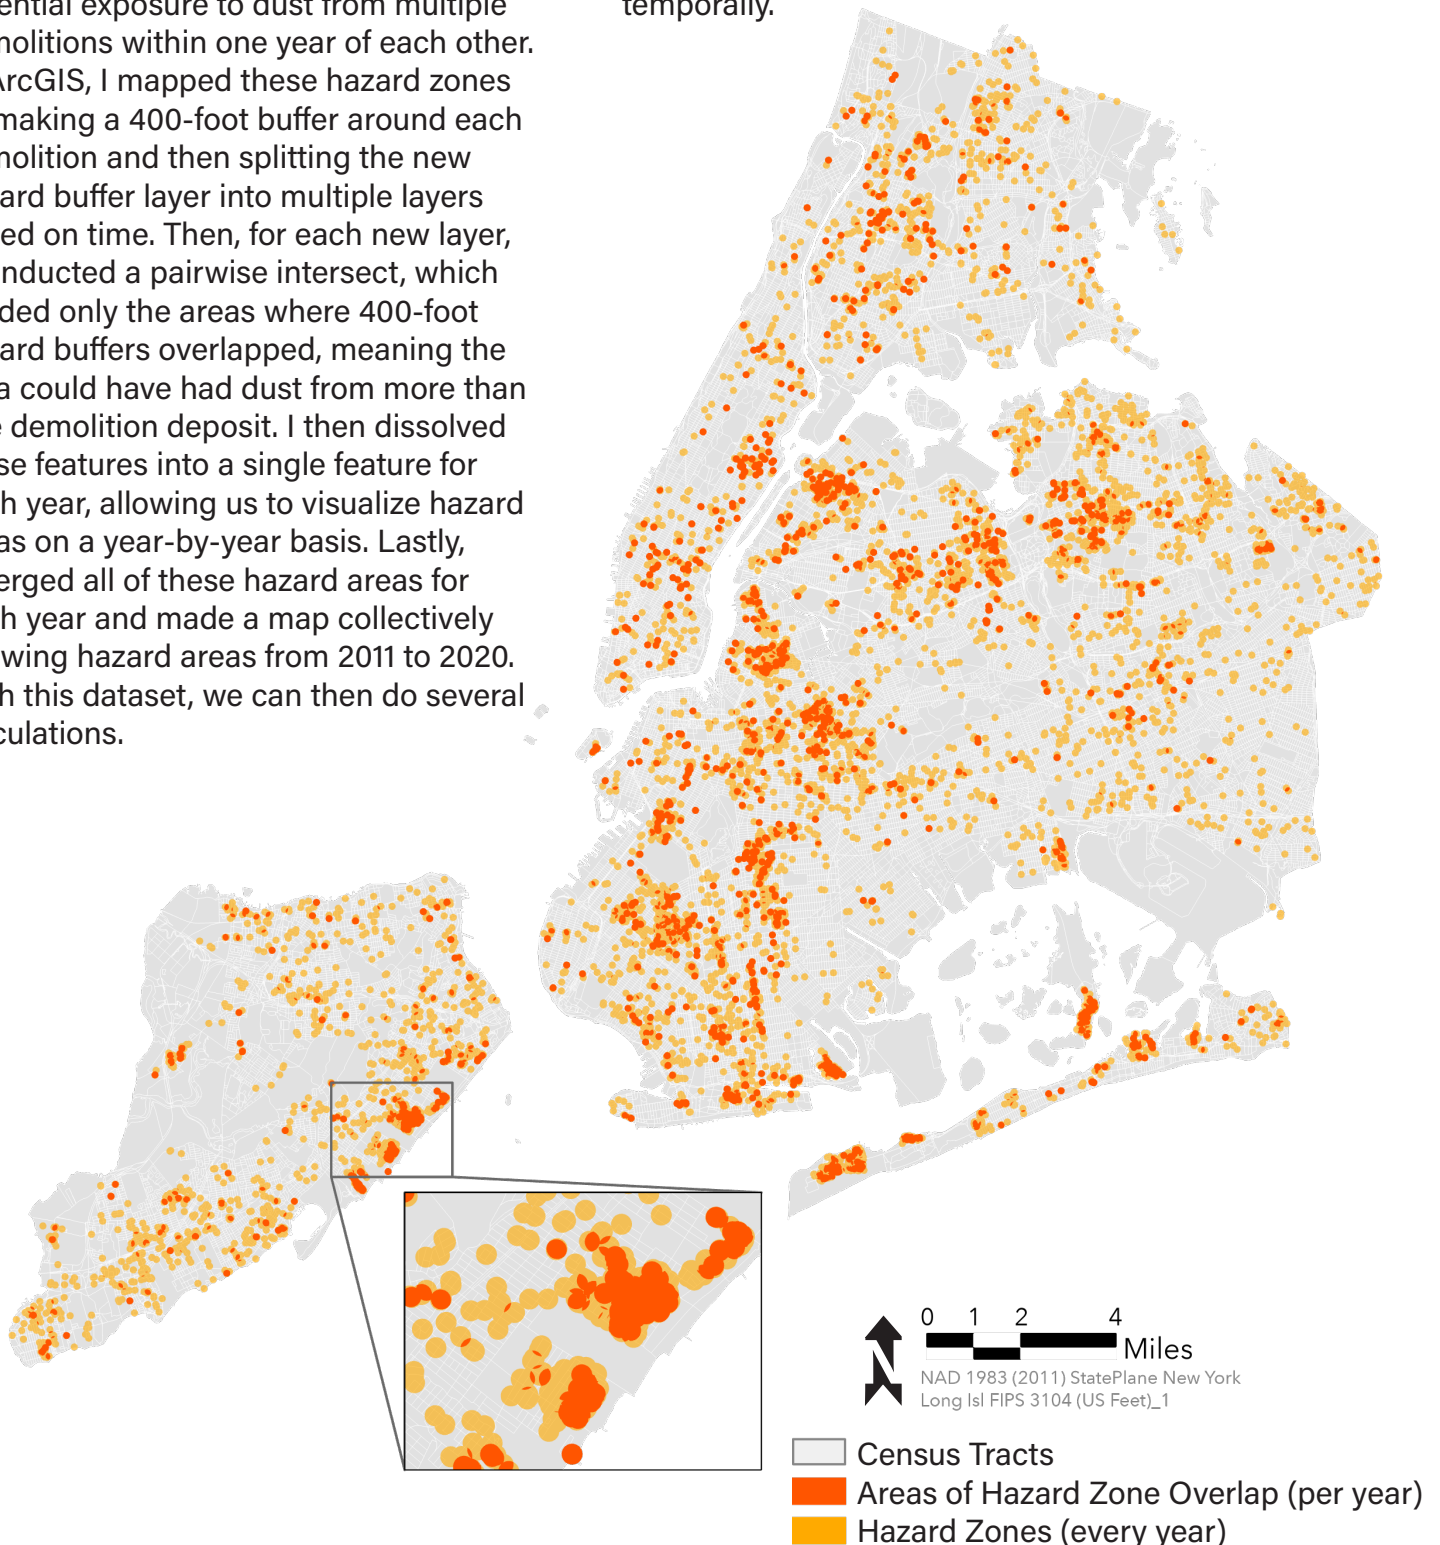 ential exposure to dust from multiple
molitions within one year of each other.
ArcGIS, I mapped these hazard zones
making a 400-foot buffer around each
molition and then splitting the new
ard buffer layer into multiple layers
ed on time. Then, for each new layer,
nducted a pairwise intersect, which
ded only the areas where 400-foot
ard buffers overlapped, meaning the
a could have had dust from more than
e demolition deposit. I then dissolved
se features into a single feature for
h year, allowing us to visualize hazard
as on a year-by-year basis. Lastly,
erged all of these hazard areas for
h year and made a map collectively
wing hazard areas from 2011 to 2020.
h this dataset, we can then do several
culations.
temporally.
0 1 2 4
Miles
N
NAD 1983 (2011) StatePlane New York
Long Isl FIPS 3104 (US Feet)_1
Census Tracts
Areas of Hazard Zone Overlap (per year)
Hazard Zones (every year)